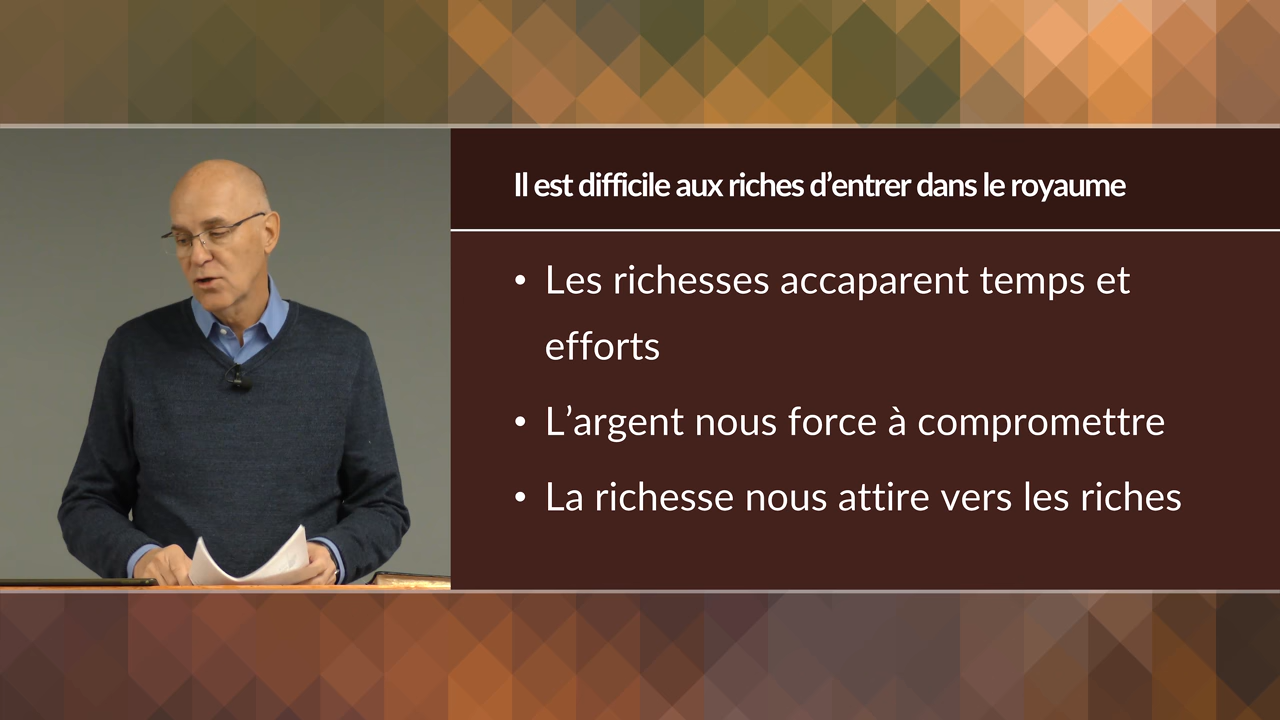 Il est difficile aux riches d’entrer dans le royaume
• Les richesses accaparent temps et
efforts
• L’argent nous force à compromettre
• La richesse nous attire vers les riches